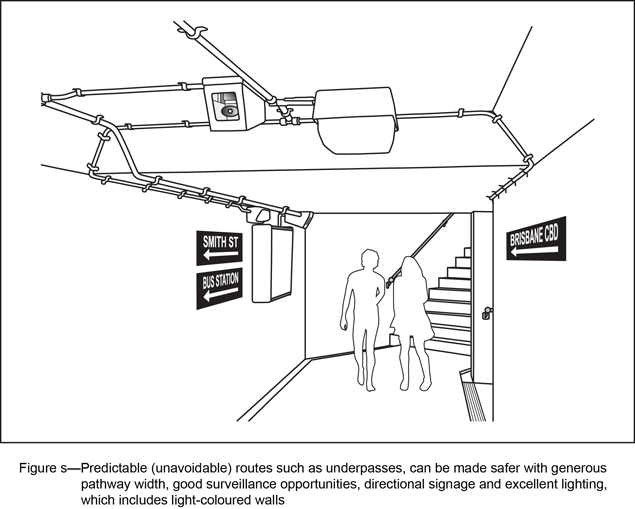 SMITH ST
BUS STATION
BRISBANE CBD
Figure s—Predictable (unavoidable) routes such as underpasses, can be made safer with generous
pathway width, good surveillance opportunities, directional signage and excellent lighting,
which includes light-coloured walls